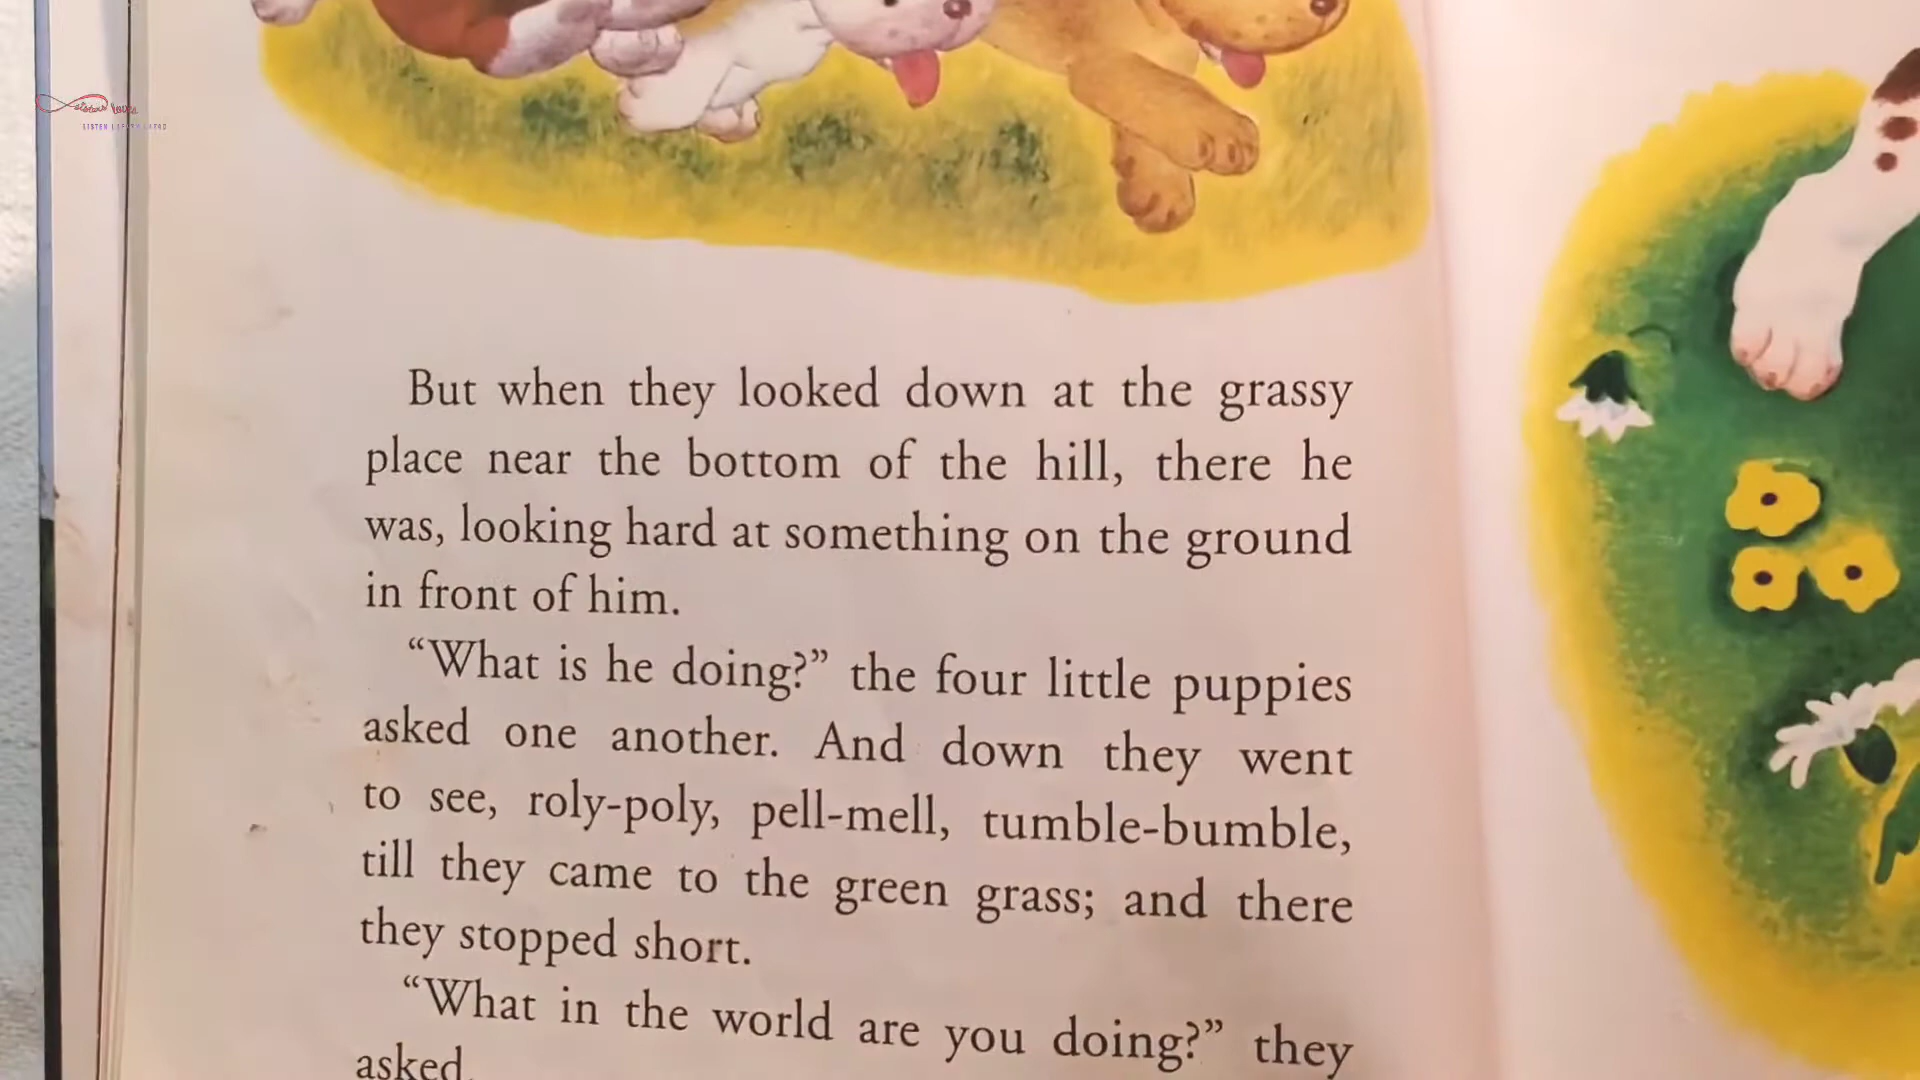 But when they looked down at the grassy
place near the bottom of the hill, there he
was, looking hard at something on the ground
in front of him.
“What is he doing?” the four little puppies
asked one another. And down they went
to see, roly-poly, pell-mell, tumble-bumble,
till they came to the green grass; and there
they stopped short.
“What in the world are you doing?” they
asked.